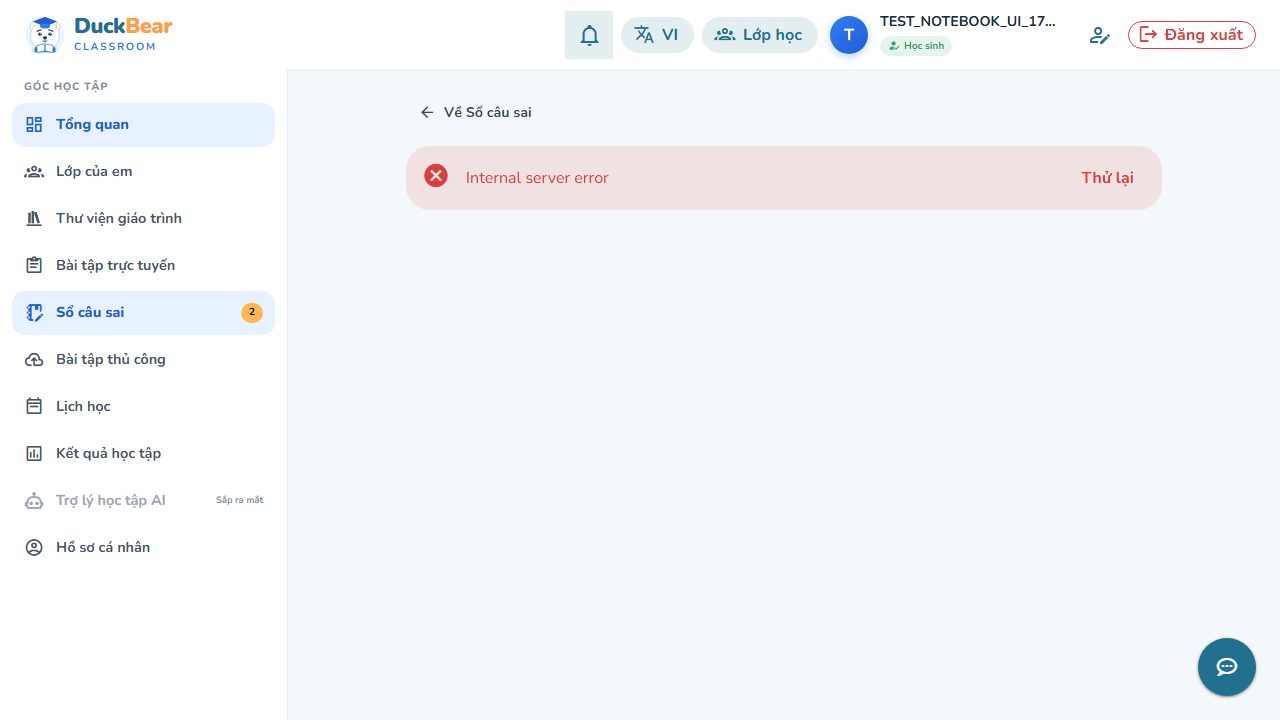 DuckBear
CLASSROOM
VI
Lớp học
T
TEST_NOTEBOOK_UI_17...
Học sinh
Đăng xuất
GÓC HỌC TẬP
Tổng quan
Lớp của em
Thư viện giáo trình
Bài tập trực tuyến
Sổ câu sai
2
Bài tập thủ công
Lịch học
Kết quả học tập
Trợ lý học tập AI
Sắp ra mắt
Hồ sơ cá nhân
Về Sổ câu sai
Internal server error
Thử lại